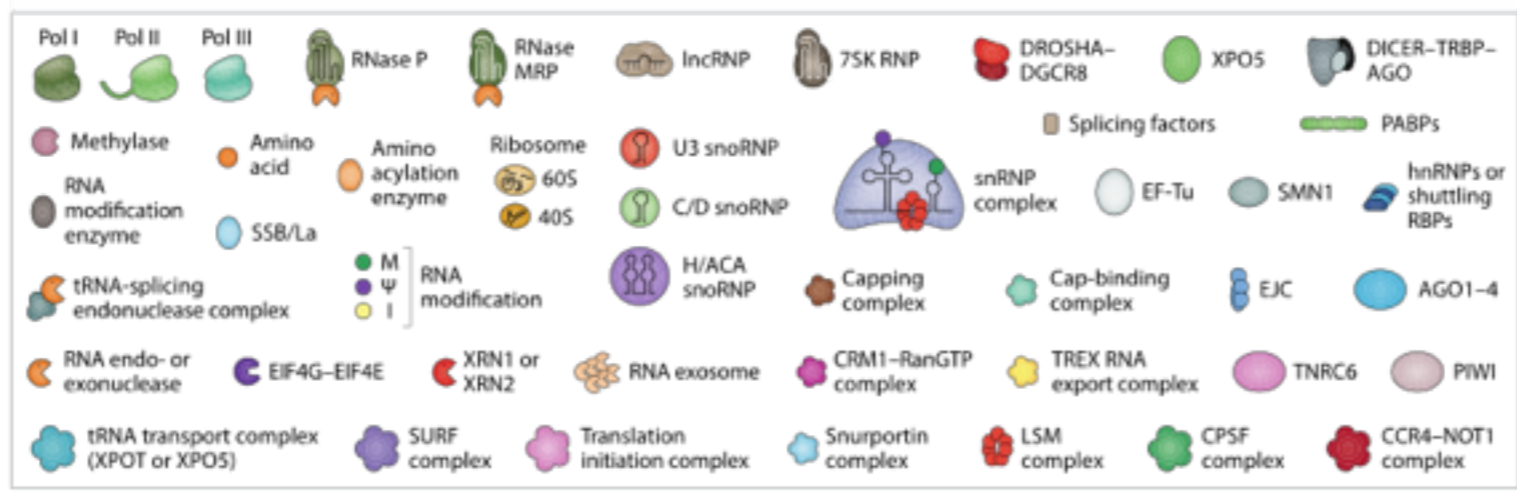 Pol I Pol II Pol III
RNase P
RNase
MRP
lncRNP
7SK RNP
DROSHA–
DGCR8
XPO5
DICER–TRBP–
AGO
Methylase
Amino
acid
Amino
acylation
enzyme
Ribosome
60S
40S
U3 snoRNP
C/D snoRNP
snRNP
complex
Splicing factors
PABPs
EF-Tu
SMN1
hnRNPs or
shuttling
RBPs
RNA
modification
enzyme
SSB/La
tRNA-splicing
endonuclease complex
M
Ψ
I
RNA
modification
H/ACA
snoRNP
Capping
complex
Cap-binding
complex
EJC
AGO1–4
RNA endo- or
exonuclease
EIF4G–EIF4E
XRN1 or
XRN2
RNA exosome
CRM1–RanGTP
complex
TREX RNA
export complex
TNRC6
PIWI
tRNA transport complex
(XPOT or XPO5)
SURF
complex
Translation
initiation complex
Snurportin
complex
LSM
complex
CPSF
complex
CCR4–NOT1
complex